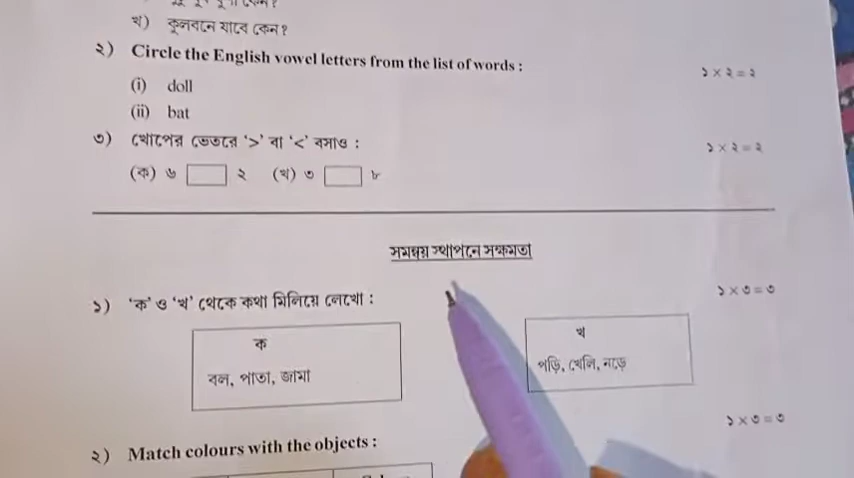 খ) ফুলবনে যাবে কেন?
২) Circle the English vowel letters from the list of words :
১ × ২ = ২
(i) doll
(ii) bat
৩) খোপের ভেতরে ‘>’ বা ‘<’ বসাও :
১ × ২ = ২
(ক) ৬ ২ (খ) ৩ ৮
সমন্বয় স্থাপনে সক্ষমতা
১) ‘ক’ ও ‘খ’ থেকে কথা মিলিয়ে লেখো :
১ × ৩ = ৩
ক
বল, পাতা, জামা
খ
পড়ি, খেলি, নড়ে
২) Match colours with the objects :
১ × ৩ = ৩